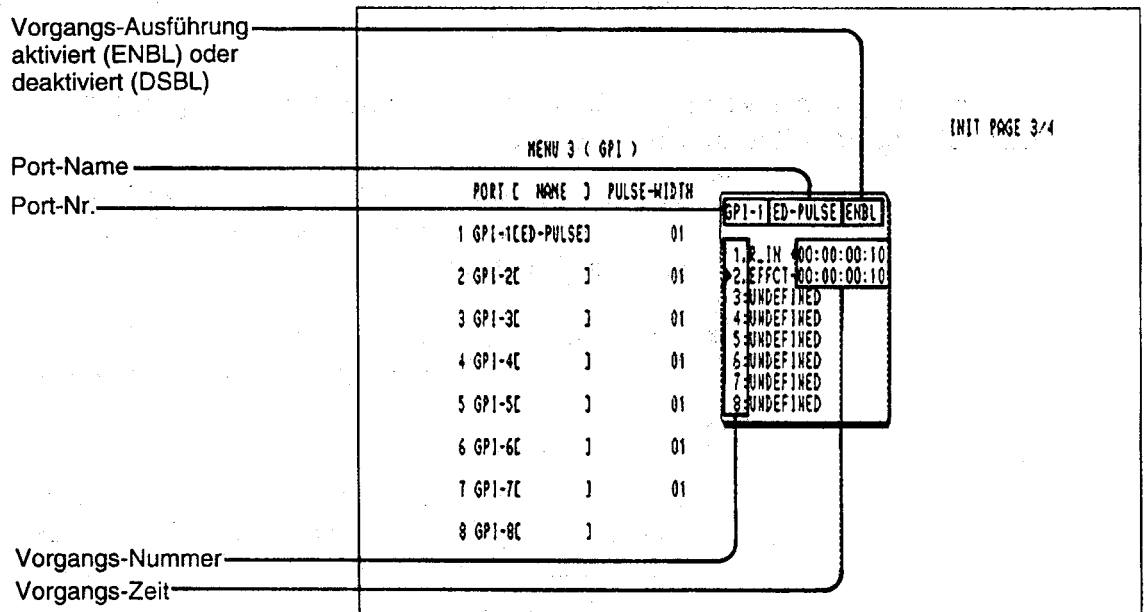 Vorgangs-Ausführung
aktiviert (ENBL) oder
deaktiviert (DSBL)
INIT PAGE 3/4
MENU 3 ( GPI )
Port-Name
Port-Nr.
PORT [ NAME ] PULSE-WIDTH
1 GPI-1[ED-PULSE] 01
2 GPI-2[ ] 01
3 GPI-3[ ] 01
4 GPI-4[ ] 01
5 GPI-5[ ] 01
6 GPI-6[ ] 01
7 GPI-7[ ] 01
8 GPI-8[ ]
GPI-1 ED-PULSE ENBL
1.R_IN 00:00:00:10
2.EFFCT 00:00:00:10
3:UNDEFINED
4:UNDEFINED
5:UNDEFINED
6:UNDEFINED
7:UNDEFINED
8:UNDEFINED
Vorgangs-Nummer
Vorgangs-Zeit